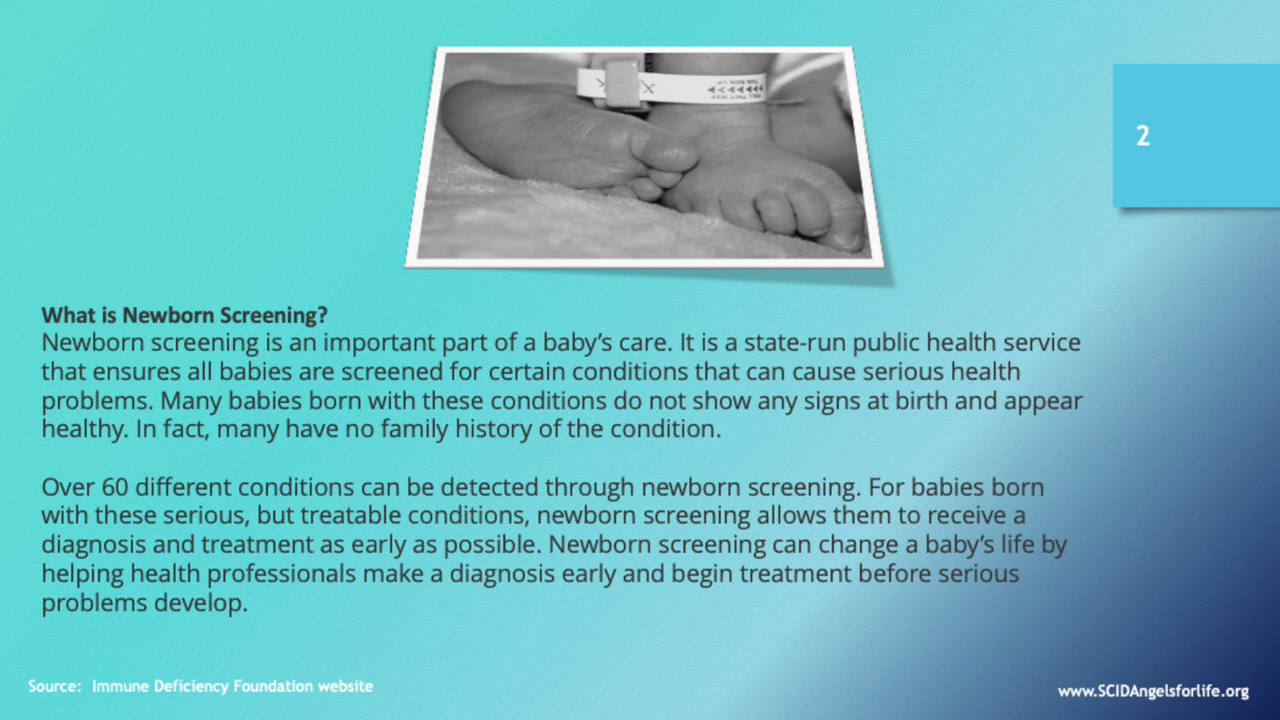 2
What is Newborn Screening?
Newborn screening is an important part of a baby’s care. It is a state-run public health service
that ensures all babies are screened for certain conditions that can cause serious health
problems. Many babies born with these conditions do not show any signs at birth and appear
healthy. In fact, many have no family history of the condition.
Over 60 different conditions can be detected through newborn screening. For babies born
with these serious, but treatable conditions, newborn screening allows them to receive a
diagnosis and treatment as early as possible. Newborn screening can change a baby’s life by
helping health professionals make a diagnosis early and begin treatment before serious
problems develop.
Source: Immune Deficiency Foundation website
www.SCIDAngelsforlife.org